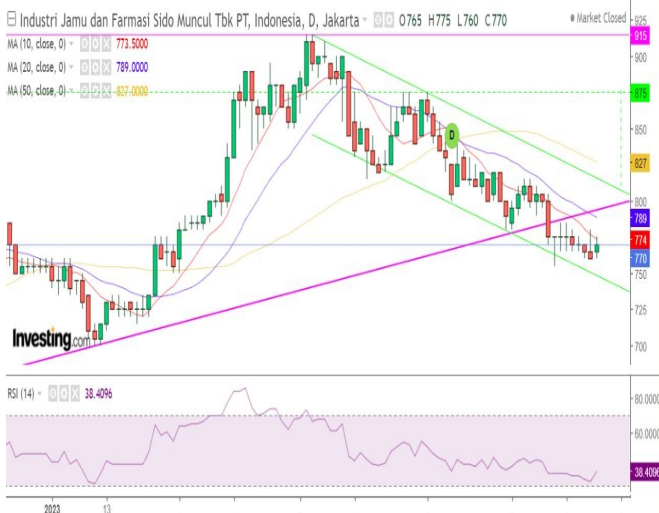 Industri Jamu dan Farmasi Sido Muncul Tbk PT, Indonesia, D, Jakarta O765 H775 L760 C770
Market Closed
MA (10, close, 0) 773.5000
MA (20, close, 0) 789.0000
MA (50, close, 0) 827.0000
925
915
900
875
850
827
800
789
774
770
750
725
700
D
Investing.com
RSI (14) 38.4096
80.0000
60.0000
38.4096
2023
13